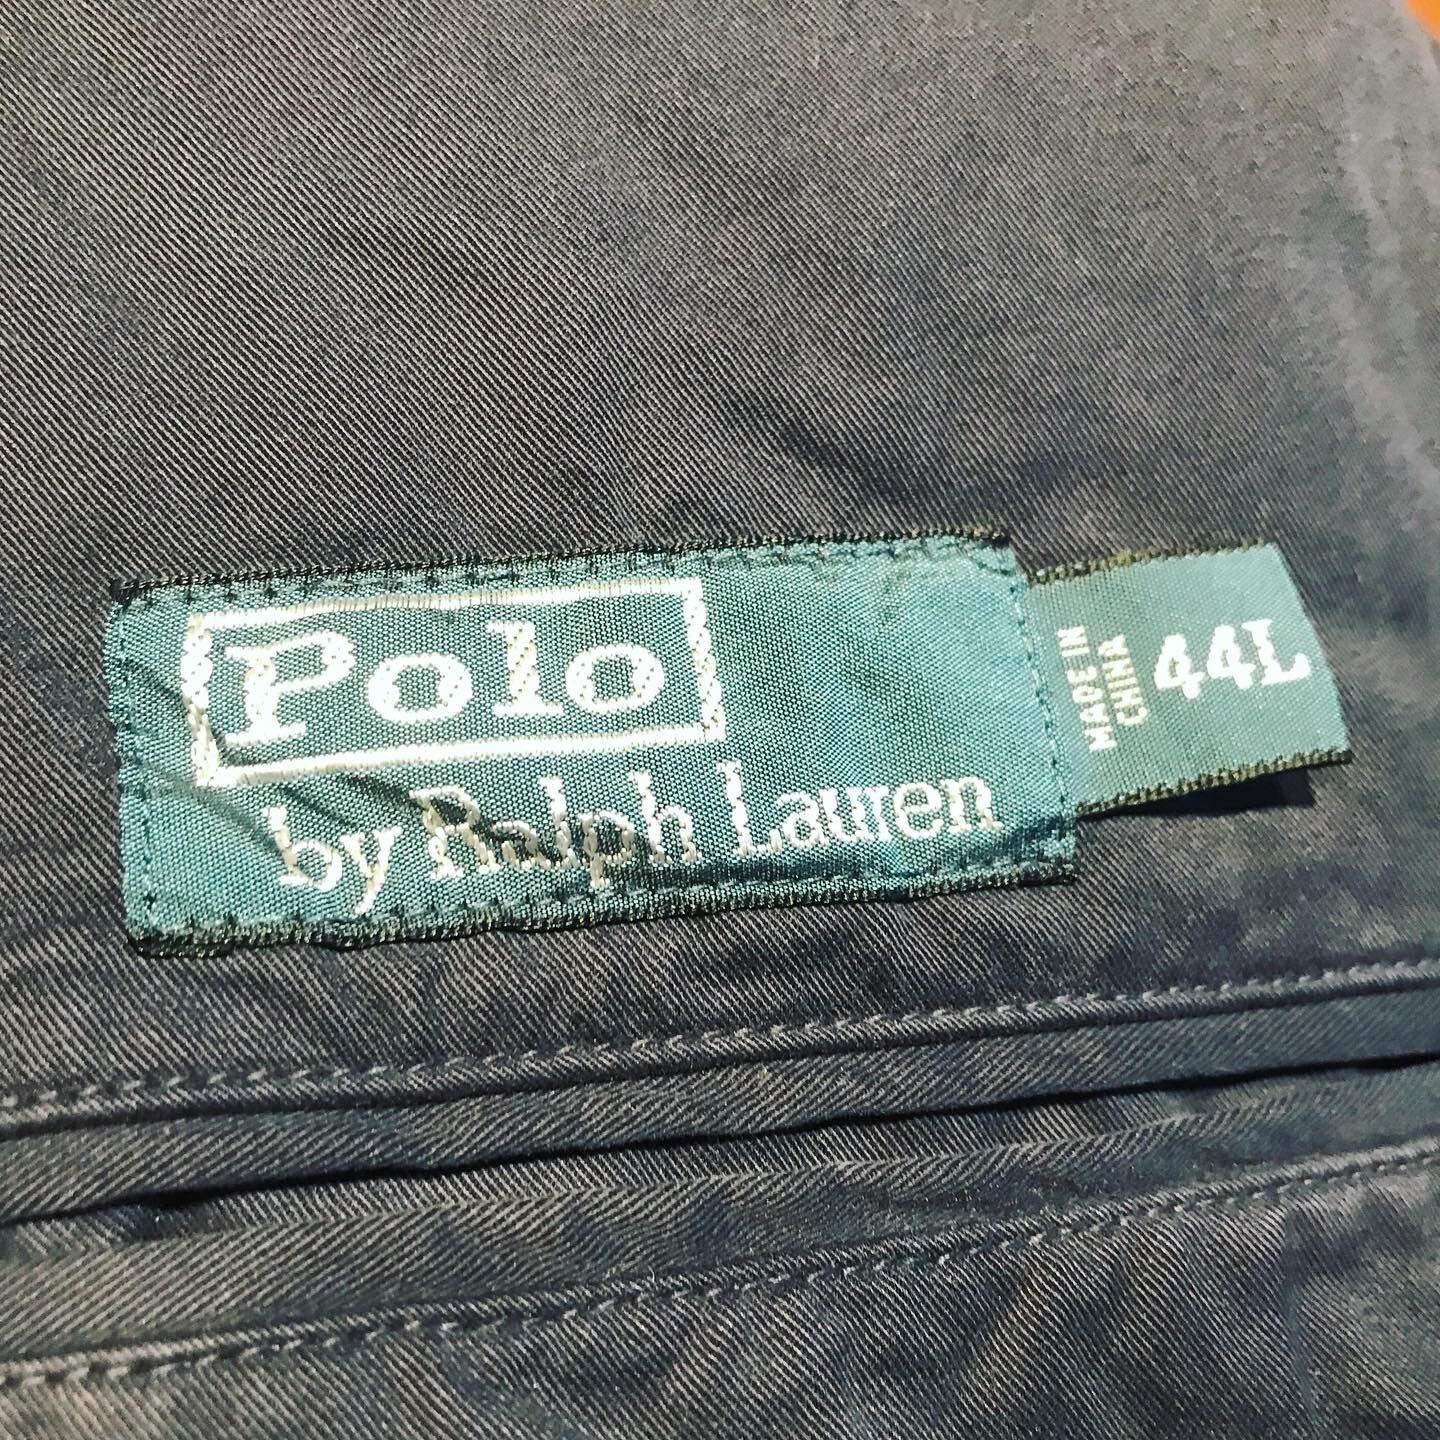 Polo
by Ralph Lauren
MADE IN
CHINA
44L